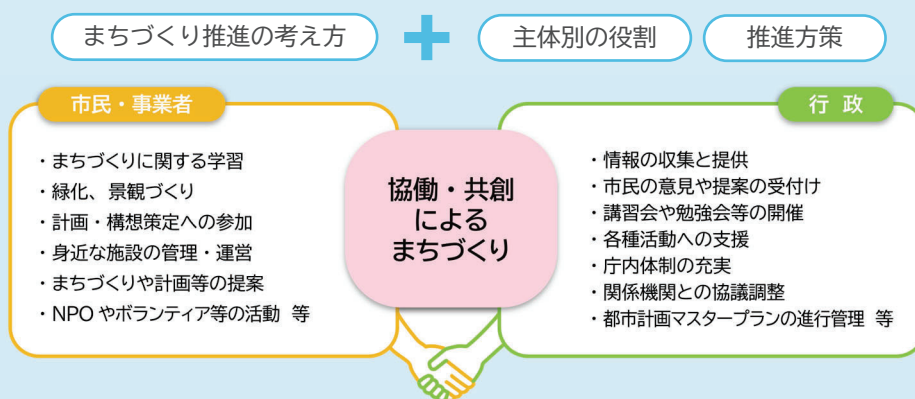 まちづくり推進の考え方
主体別の役割
推進方策
市民・事業者
・まちづくりに関する学習
・緑化、景観づくり
・計画・構想策定への参加
・身近な施設の管理・運営
・まちづくりや計画等の提案
・NPOやボランティア等の活動 等
協働・共創
による
まちづくり
行 政
・情報の収集と提供
・市民の意見や提案の受付け
・講習会や勉強会等の開催
・各種活動への支援
・庁内体制の充実
・関係機関との協議調整
・都市計画マスタープランの進行管理 等